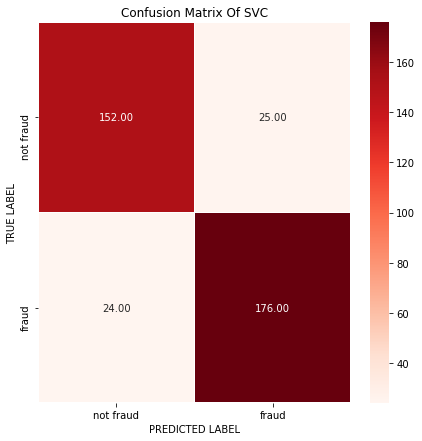 Confusion Matrix Of SVC
TRUE LABEL
not fraud
152.00 25.00
fraud
24.00 176.00
not fraud fraud
PREDICTED LABEL
160
140
120
100
80
60
40